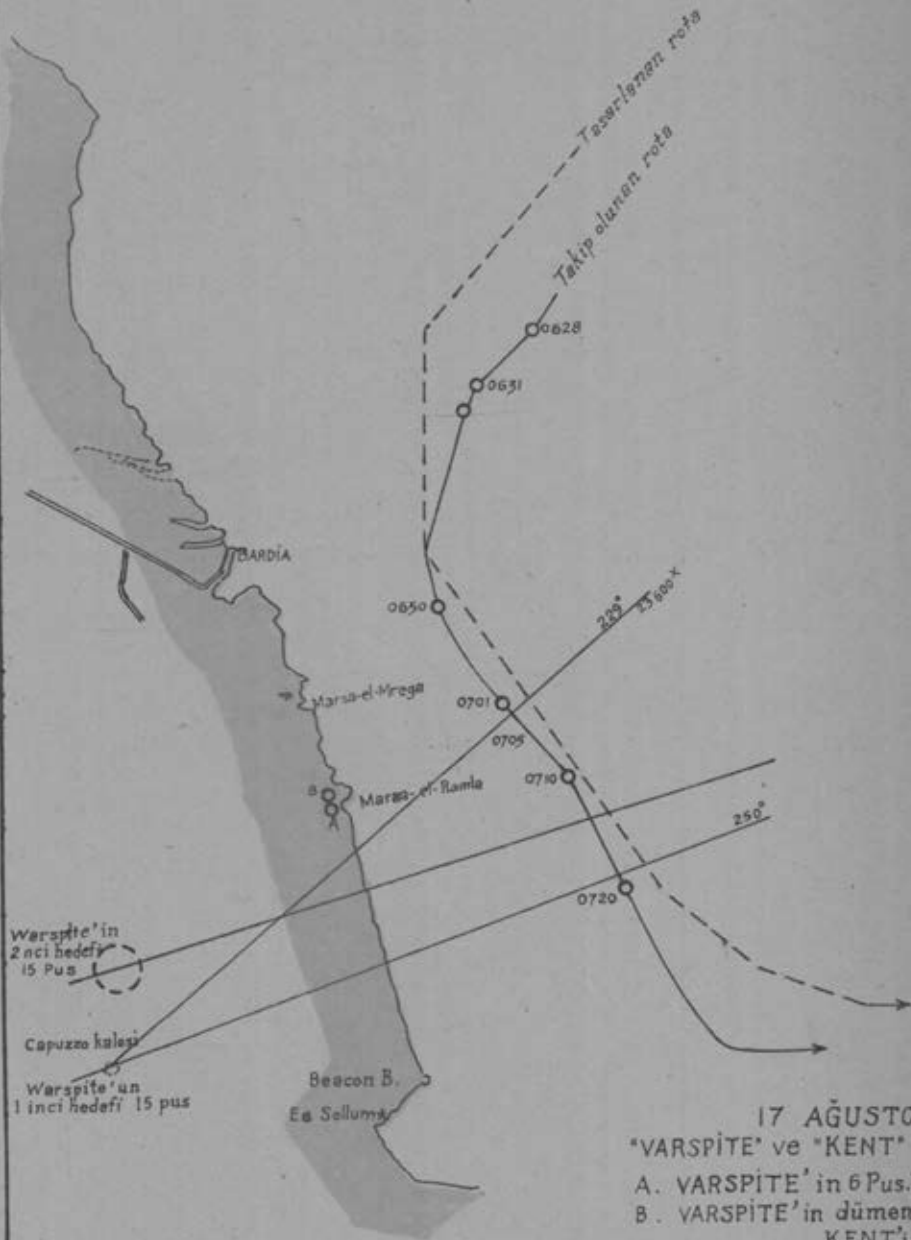 Tasarlanan rota
Takip olunan rota
0628
0631
BARDİA
0650
229°
23600 x
Marsa-el-Mrega
0701
0705
0710
B
Marsa-el-Ramla
A
250°
0720
Warspite'in
2 nci hedefi
15 Pus
Capuzzo kalesi
Warspite'un
1 inci hedefi 15 pus
Beacon B.
Es Sollum
17 AĞUSTO
"VARSPİTE" ve "KENT"
A. VARSPİTE' in 6 Pus.
B. VARSPİTE' in dümen
KENT'i